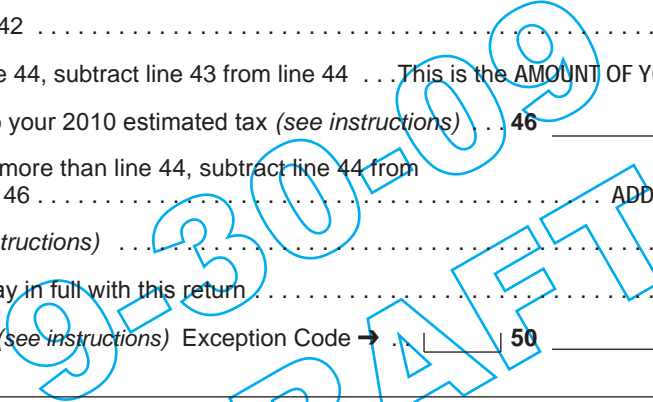 42 . . . . . . . . . . . . . . . . . . . . . . . . . . . . . . . . . . . . . . . . . . . . . . . . . . . . . . .
44, subtract line 43 from line 44 . . . This is the AMOUNT OF
your 2010 estimated tax (see instructions) . . . 46
more than line 44, subtract line 44 from
46 . . . . . . . . . . . . . . . . . . . . . . . . . . . . . . . . . . . . . . . . . . . . . . . . . . ADD
(see instructions) Exception Code ➔ . . 50
in full with this return . . . . . . . . . . . . . . . . . . . . . . . . . . . . . . . . . . . .
9-30-09
DRAFT